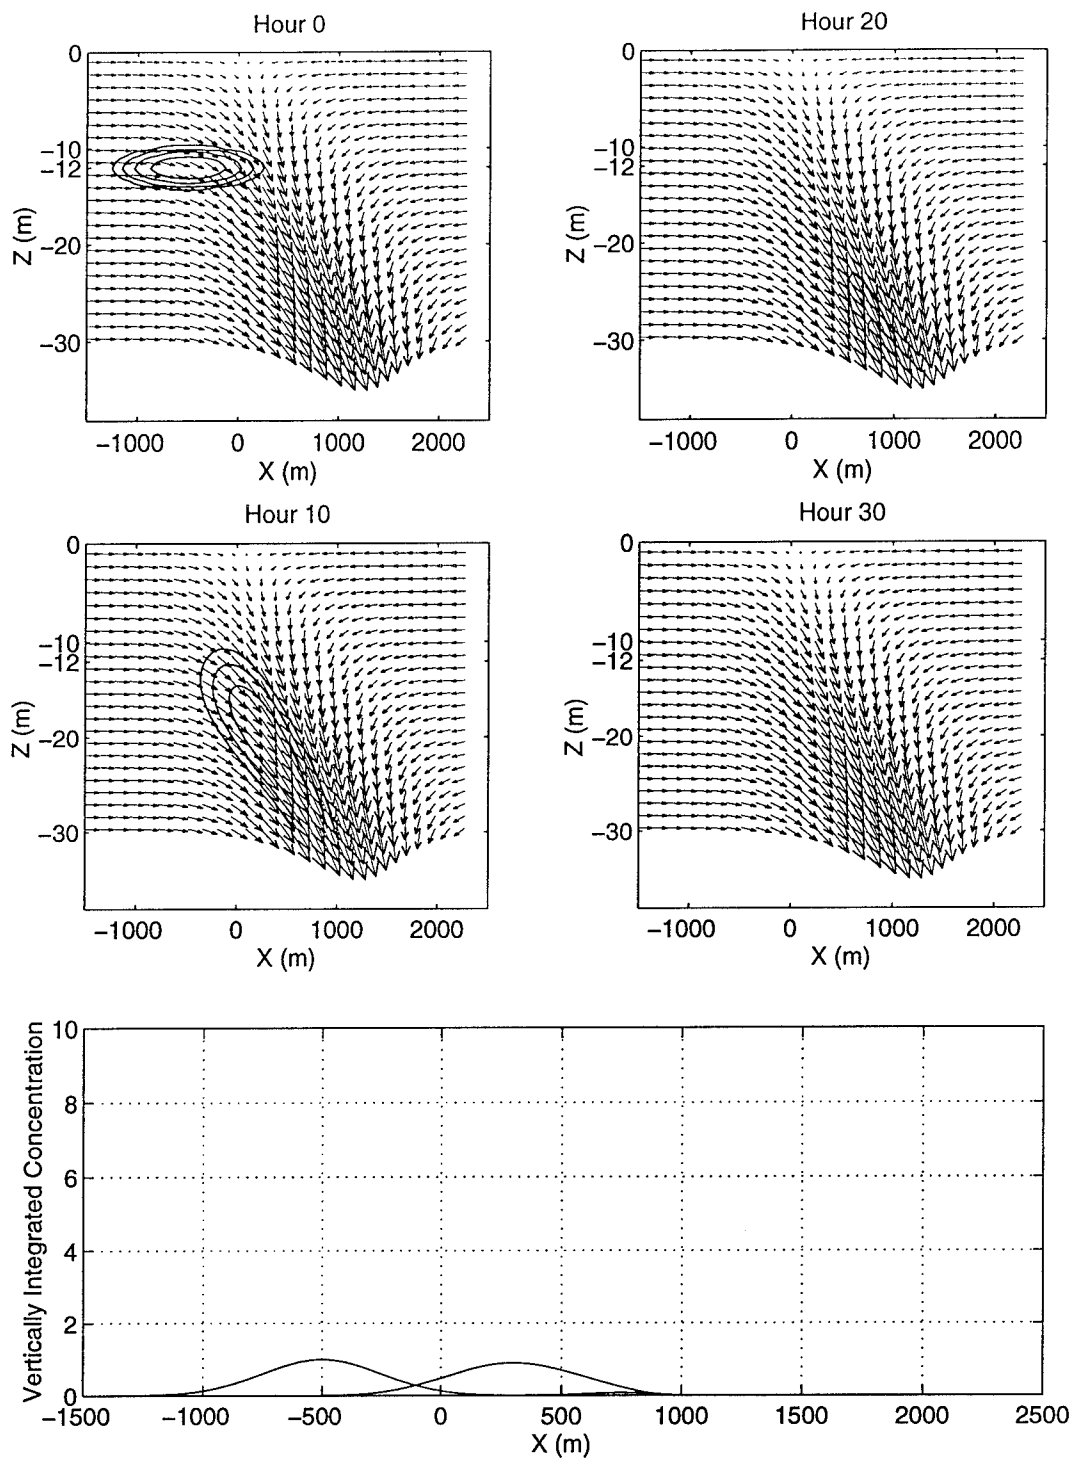 Hour 0
0
−10
−12
−20
−30
Z (m)
−1000 0 1000 2000
X (m)
Hour 20
0
−10
−12
−20
−30
Z (m)
−1000 0 1000 2000
X (m)
Hour 10
0
−10
−12
−20
−30
Z (m)
−1000 0 1000 2000
X (m)
Hour 30
0
−10
−12
−20
−30
Z (m)
−1000 0 1000 2000
X (m)
Vertically Integrated Concentration
10
8
6
4
2
0
−1500 −1000 −500 0 500 1000 1500 2000 2500
X (m)